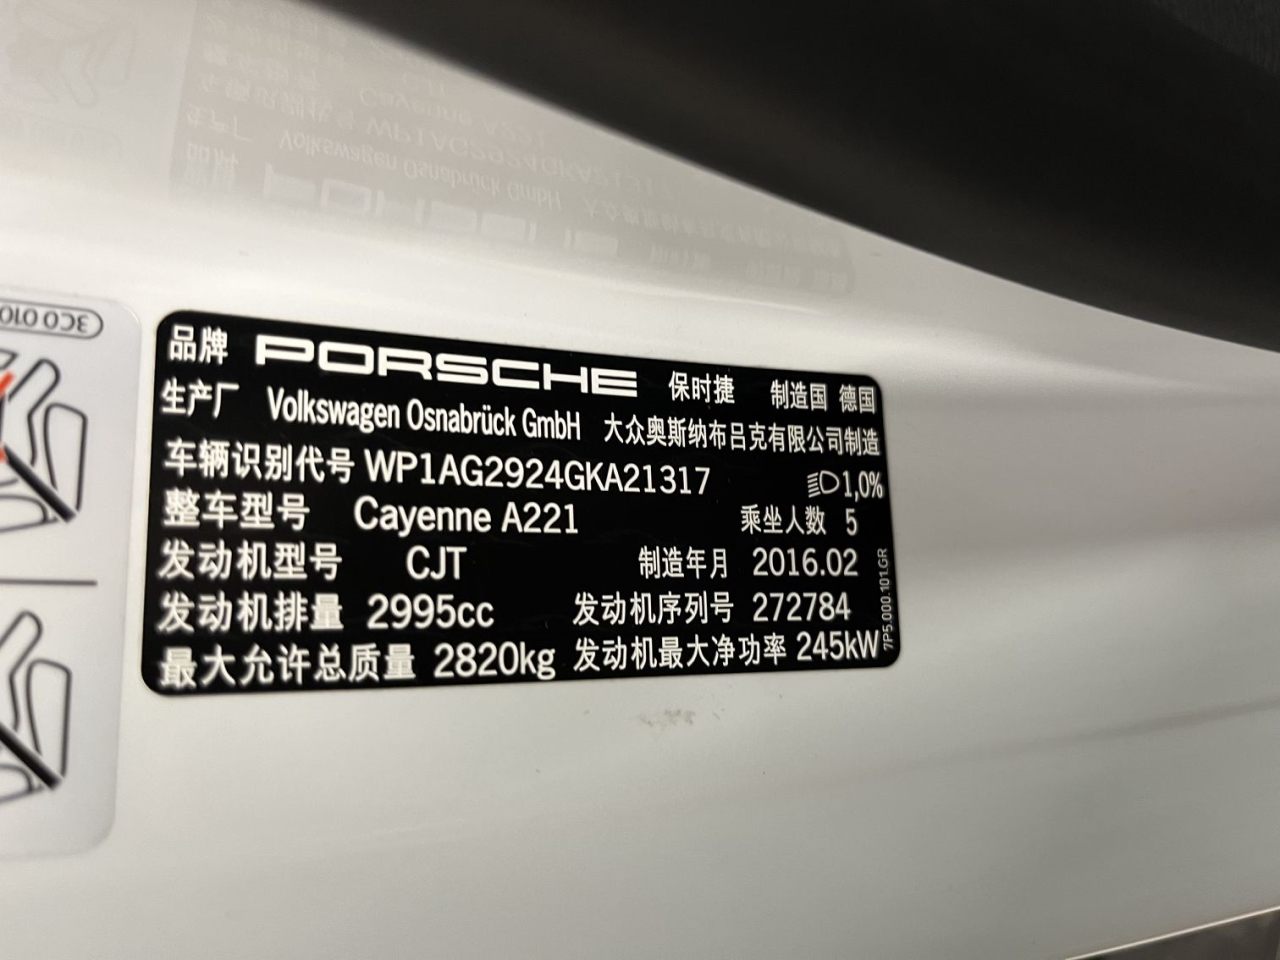 3C0 010
品牌 PORSCHE 保时捷 制造国 德国
生产厂 Volkswagen Osnabrück GmbH 大众奥斯纳布吕克有限公司制造
车辆识别代号 WP1AG2924GKA21317 1,0%
整车型号 Cayenne A221 乘坐人数 5
发动机型号 CJT 制造年月 2016.02
发动机排量 2995cc 发动机序列号 272784
最大允许总质量 2820kg 发动机最大净功率 245kW
7P5.000.101.GR